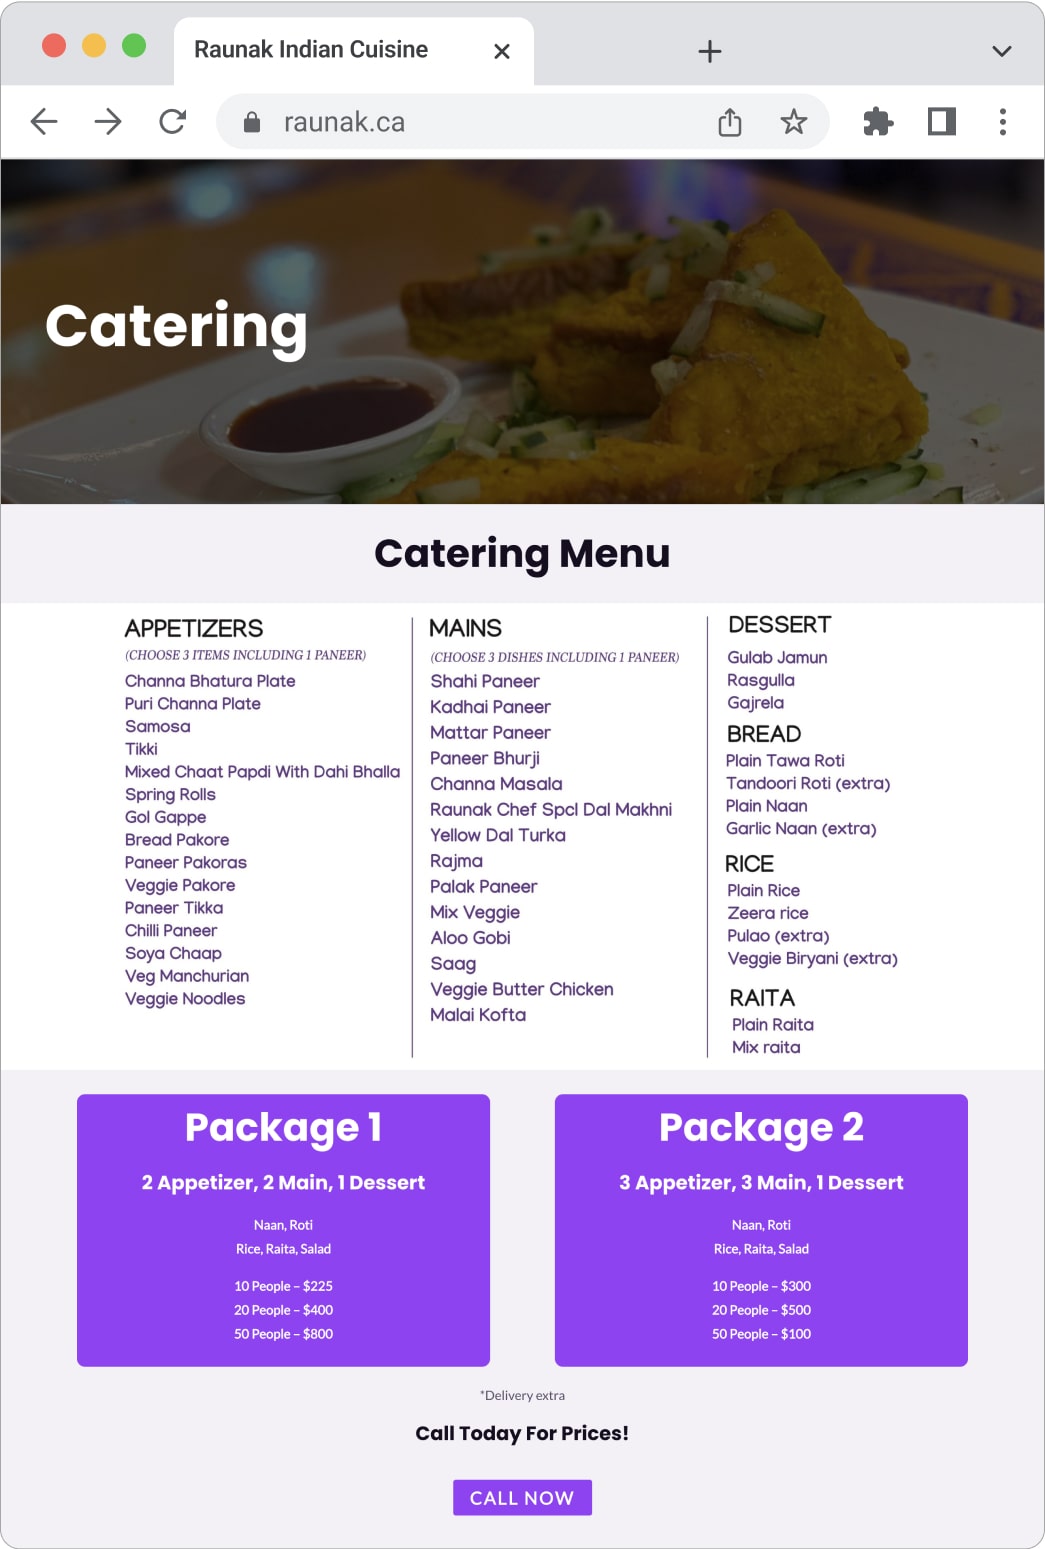 Raunak Indian Cuisine
raunak.ca
Catering
Catering Menu
APPETIZERS
(CHOOSE 3 ITEMS INCLUDING 1 PANEER)
Channa Bhatura Plate
Puri Channa Plate
Samosa
Tikki
Mixed Chaat Papdi With Dahi Bhalla
Spring Rolls
Gol Gappe
Bread Pakore
Paneer Pakoras
Veggie Pakore
Paneer Tikka
Chilli Paneer
Soya Chaap
Veg Manchurian
Veggie Noodles
MAINS
(CHOOSE 3 DISHES INCLUDING 1 PANEER)
Shahi Paneer
Kadhai Paneer
Mattar Paneer
Paneer Bhurji
Channa Masala
Raunak Chef Spcl Dal Makhni
Yellow Dal Turka
Rajma
Palak Paneer
Mix Veggie
Aloo Gobi
Saag
Veggie Butter Chicken
Malai Kofta
DESSERT
Gulab Jamun
Rasgulla
Gajrela
BREAD
Plain Tawa Roti
Tandoori Roti (extra)
Plain Naan
Garlic Naan (extra)
RICE
Plain Rice
Zeera rice
Pulao (extra)
Veggie Biryani (extra)
RAITA
Plain Raita
Mix raita
Package 1
2 Appetizer, 2 Main, 1 Dessert
Naan, Roti
Rice, Raita, Salad
10 People – $225
20 People – $400
50 People – $800
Package 2
3 Appetizer, 3 Main, 1 Dessert
Naan, Roti
Rice, Raita, Salad
10 People – $300
20 People – $500
50 People – $100
*Delivery extra
Call Today For Prices!
CALL NOW